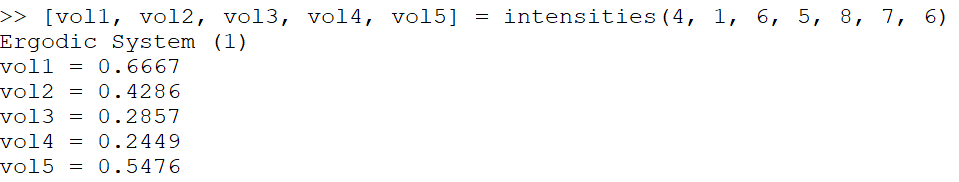 >> [vol1, vol2, vol3, vol4, vol5] = intensities(4, 1, 6, 5, 8, 7, 6)
Ergodic System (1)
vol1 = 0.6667
vol2 = 0.4286
vol3 = 0.2857
vol4 = 0.2449
vol5 = 0.5476